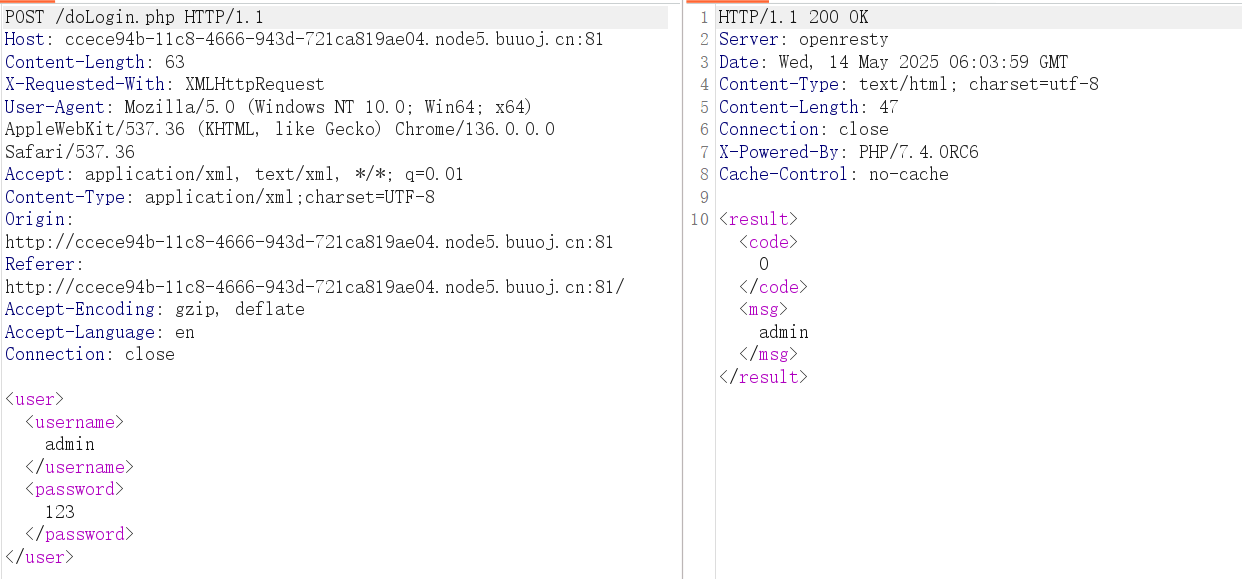 POST /doLogin.php HTTP/1.1
Host: ccece94b-11c8-4666-943d-721ca819ae04.node5.buuoj.cn:81
Content-Length: 63
X-Requested-With: XMLHttpRequest
User-Agent: Mozilla/5.0 (Windows NT 10.0; Win64; x64)
AppleWebKit/537.36 (KHTML, like Gecko) Chrome/136.0.0.0
Safari/537.36
Accept: application/xml, text/xml, */*; q=0.01
Content-Type: application/xml;charset=UTF-8
Origin:
http://ccece94b-11c8-4666-943d-721ca819ae04.node5.buuoj.cn:81
Referer:
http://ccece94b-11c8-4666-943d-721ca819ae04.node5.buuoj.cn:81/
Accept-Encoding: gzip, deflate
Accept-Language: en
Connection: close
<user>
<username>
admin
</username>
<password>
123
</password>
</user>
1 HTTP/1.1 200 OK
2 Server: openresty
3 Date: Wed, 14 May 2025 06:03:59 GMT
4 Content-Type: text/html; charset=utf-8
5 Content-Length: 47
6 Connection: close
7 X-Powered-By: PHP/7.4.0RC6
8 Cache-Control: no-cache
9
10 <result>
<code>
0
</code>
<msg>
admin
</msg>
</result>